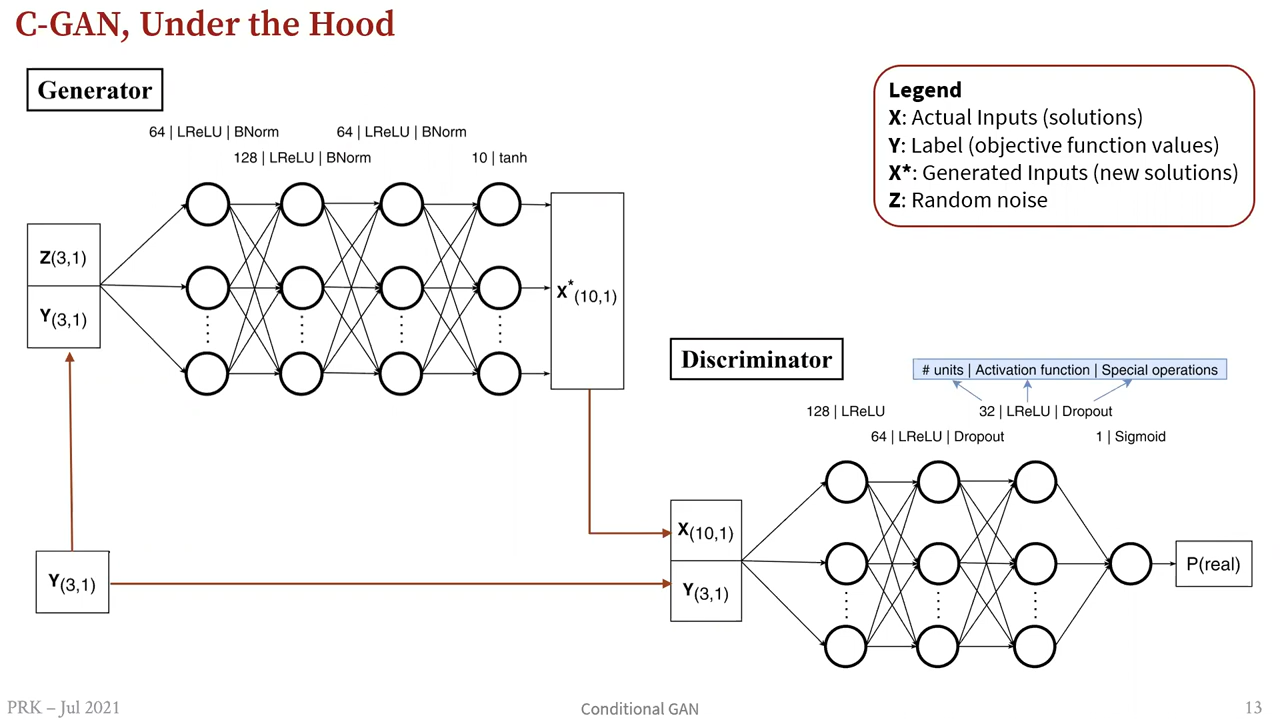 C-GAN, Under the Hood
Generator
64 | LReLU | BNorm
64 | LReLU | BNorm
128 | LReLU | BNorm
10 | tanh
Z(3,1)
Y(3,1)
X*(10,1)
Legend
X: Actual Inputs (solutions)
Y: Label (objective function values)
X*: Generated Inputs (new solutions)
Z: Random noise
Discriminator
# units | Activation function | Special operations
128 | LReLU
32 | LReLU | Dropout
64 | LReLU | Dropout
1 | Sigmoid
X(10,1)
Y(3,1)
P(real)
Y(3,1)
PRK – Jul 2021
Conditional GAN
13